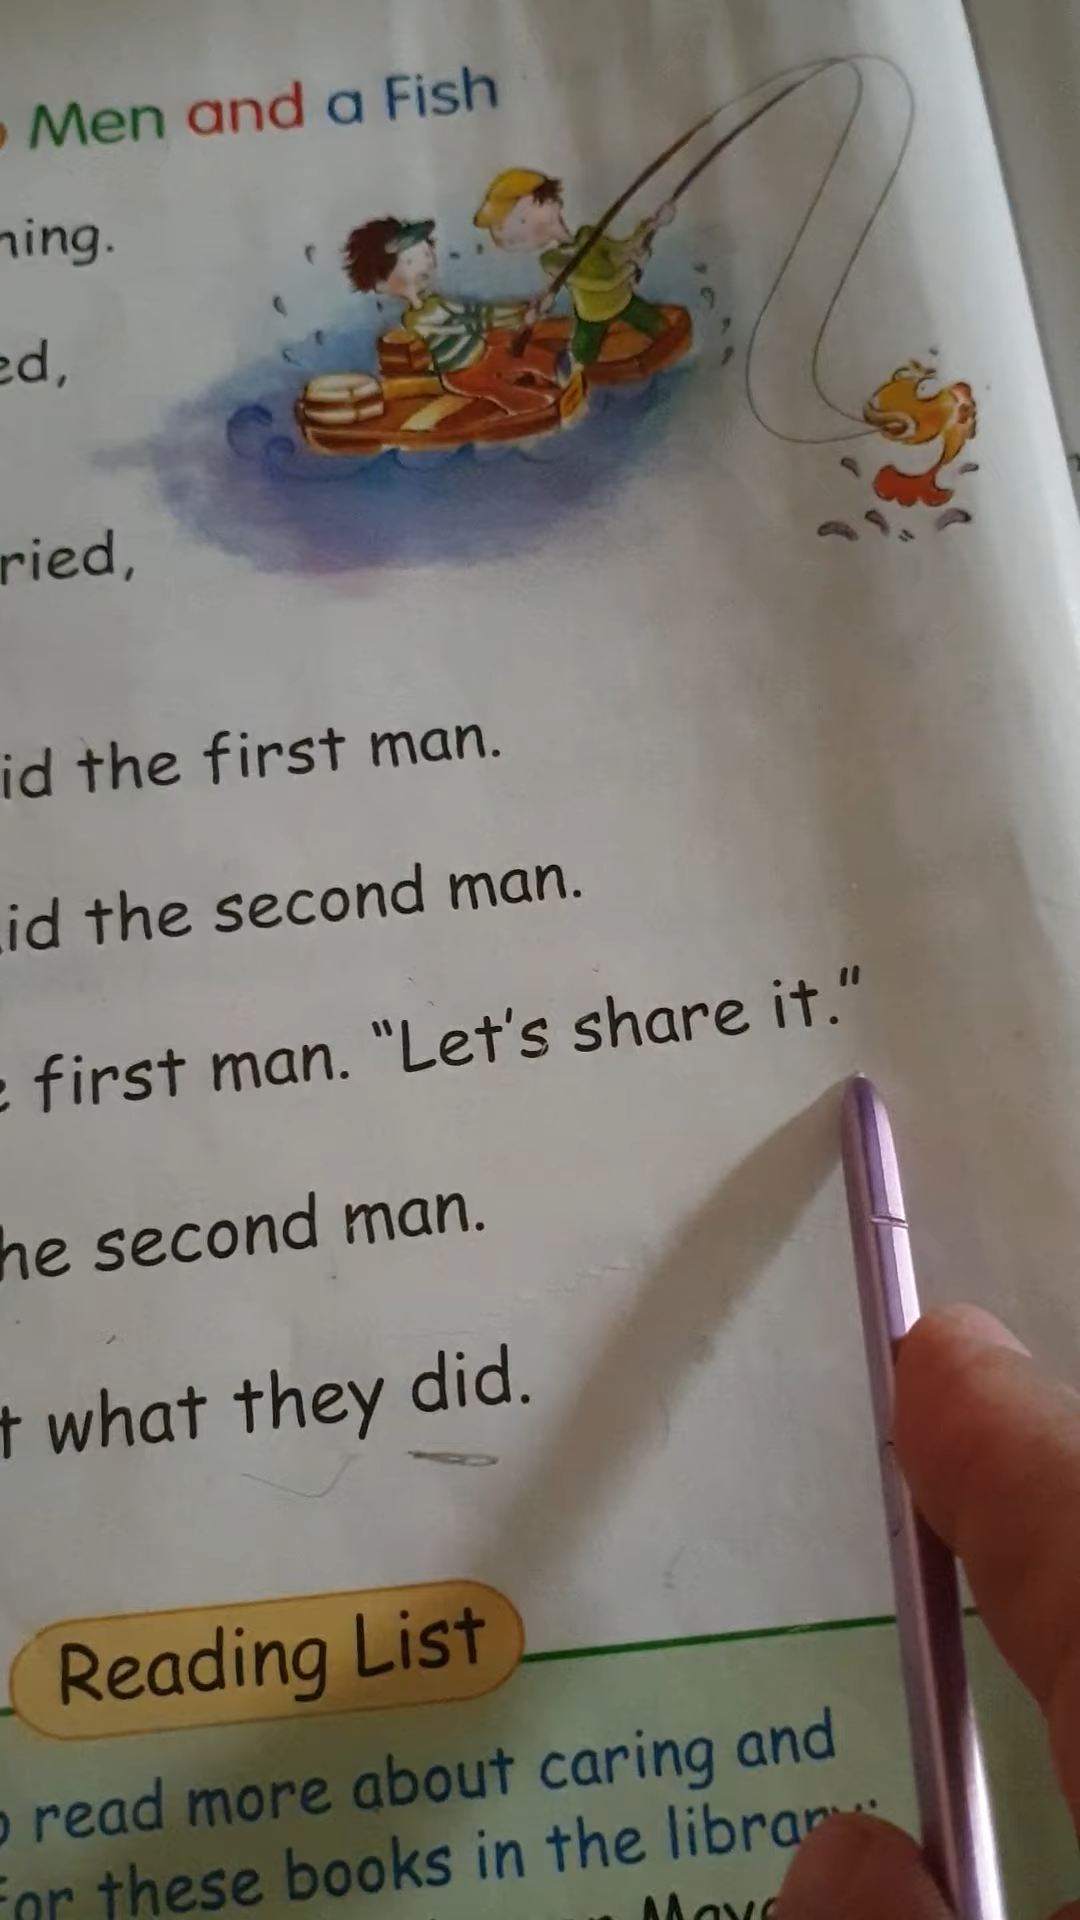 Men and a Fish
ning.
ed,
ried,
id the first man.
id the second man.
first man. "Let's share it."
he second man.
t what they did.
Reading List
read more about caring and
for these books in the library: